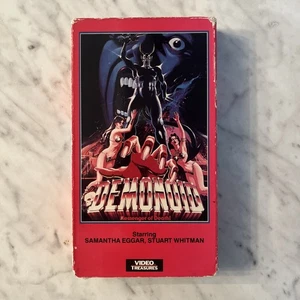 DEMONOID
Messenger of Death
Starring
SAMANTHA EGGAR, STUART WHITMAN
VIDEO
TREASURES